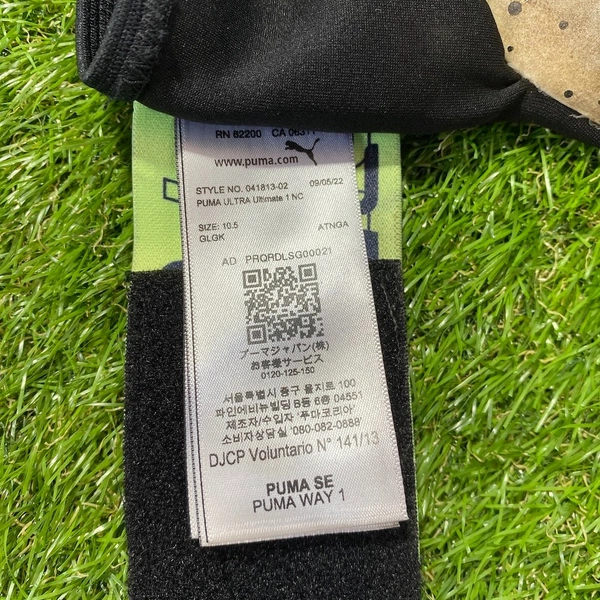 RN 62200 CA 06311
www.puma.com
STYLE NO. 041813-02 09/05/22
PUMA ULTRA Ultimate 1 NC
SIZE: 10.5
GLGK ATNGA
AD PRQRDLSG00021
プーマジャパン(株)
お客様サービス
0120-125-150
서울특별시 중구 을지로 100
파인에비뉴빌딩 B동 6층 04551
제조자/수입자 '푸마코리아'
소비자상담실 '080-082-0888'
DJCP Voluntario N° 141/13
PUMA SE
PUMA WAY 1